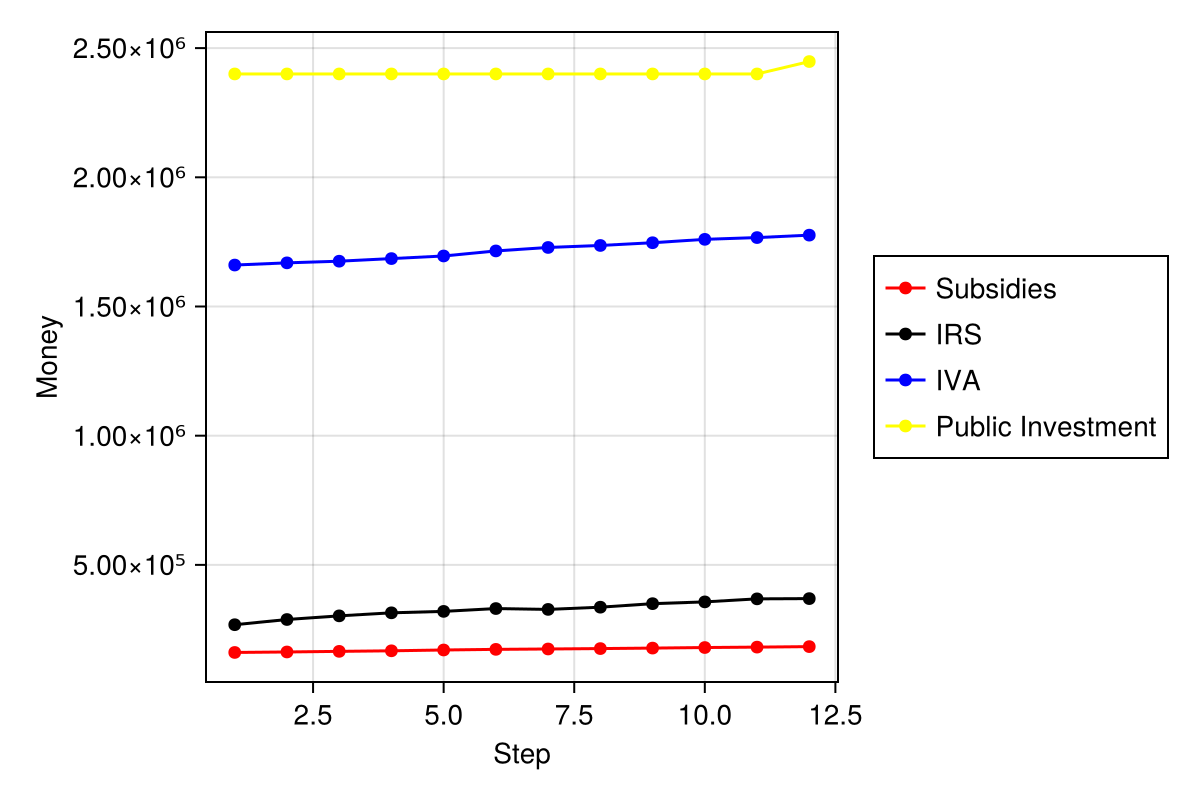 2.50×10⁶
2.00×10⁶
1.50×10⁶
1.00×10⁶
5.00×10⁵
Money
2.5 5.0 7.5 10.0 12.5
Step
Subsidies
IRS
IVA
Public Investment